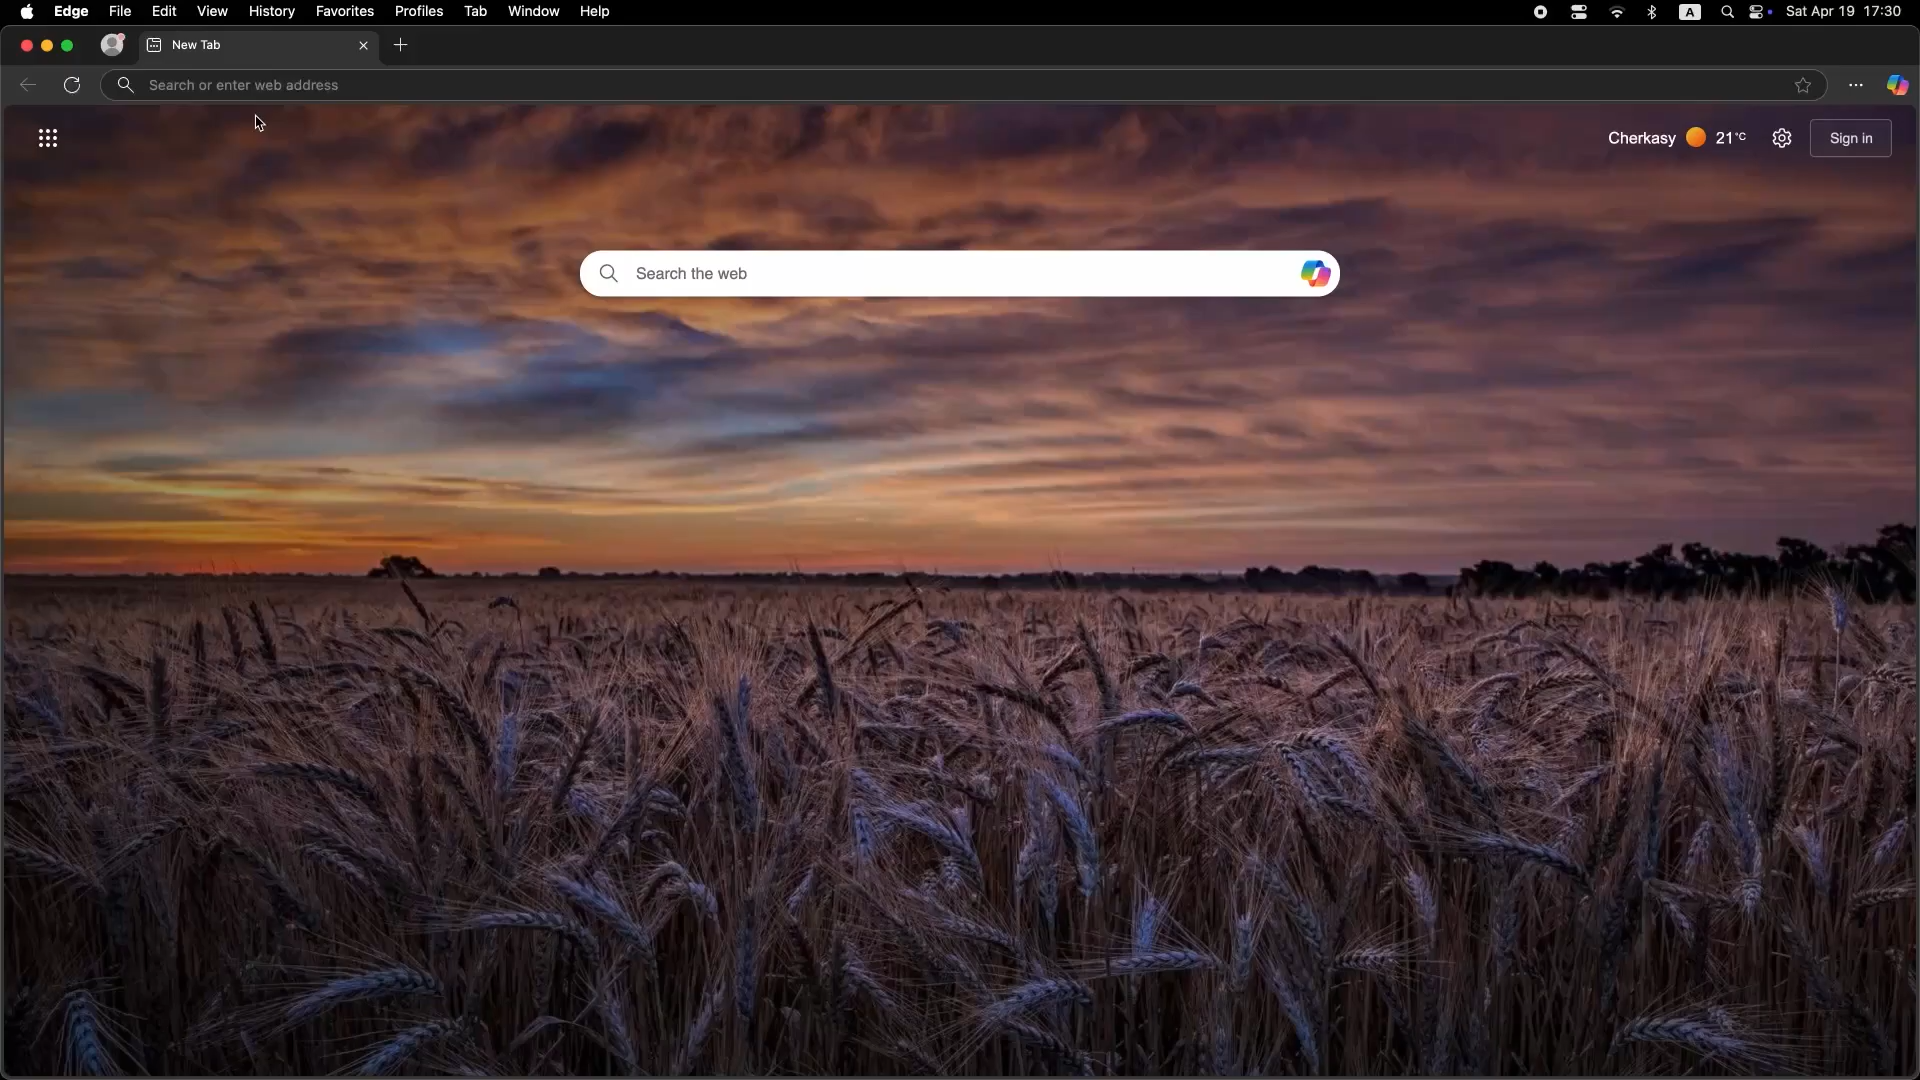 Edge File Edit View History Favorites Profiles Tab Window Help A Sat Apr 19 17:30
New Tab
Search or enter web address
Cherkasy 21°C Sign in
Search the web